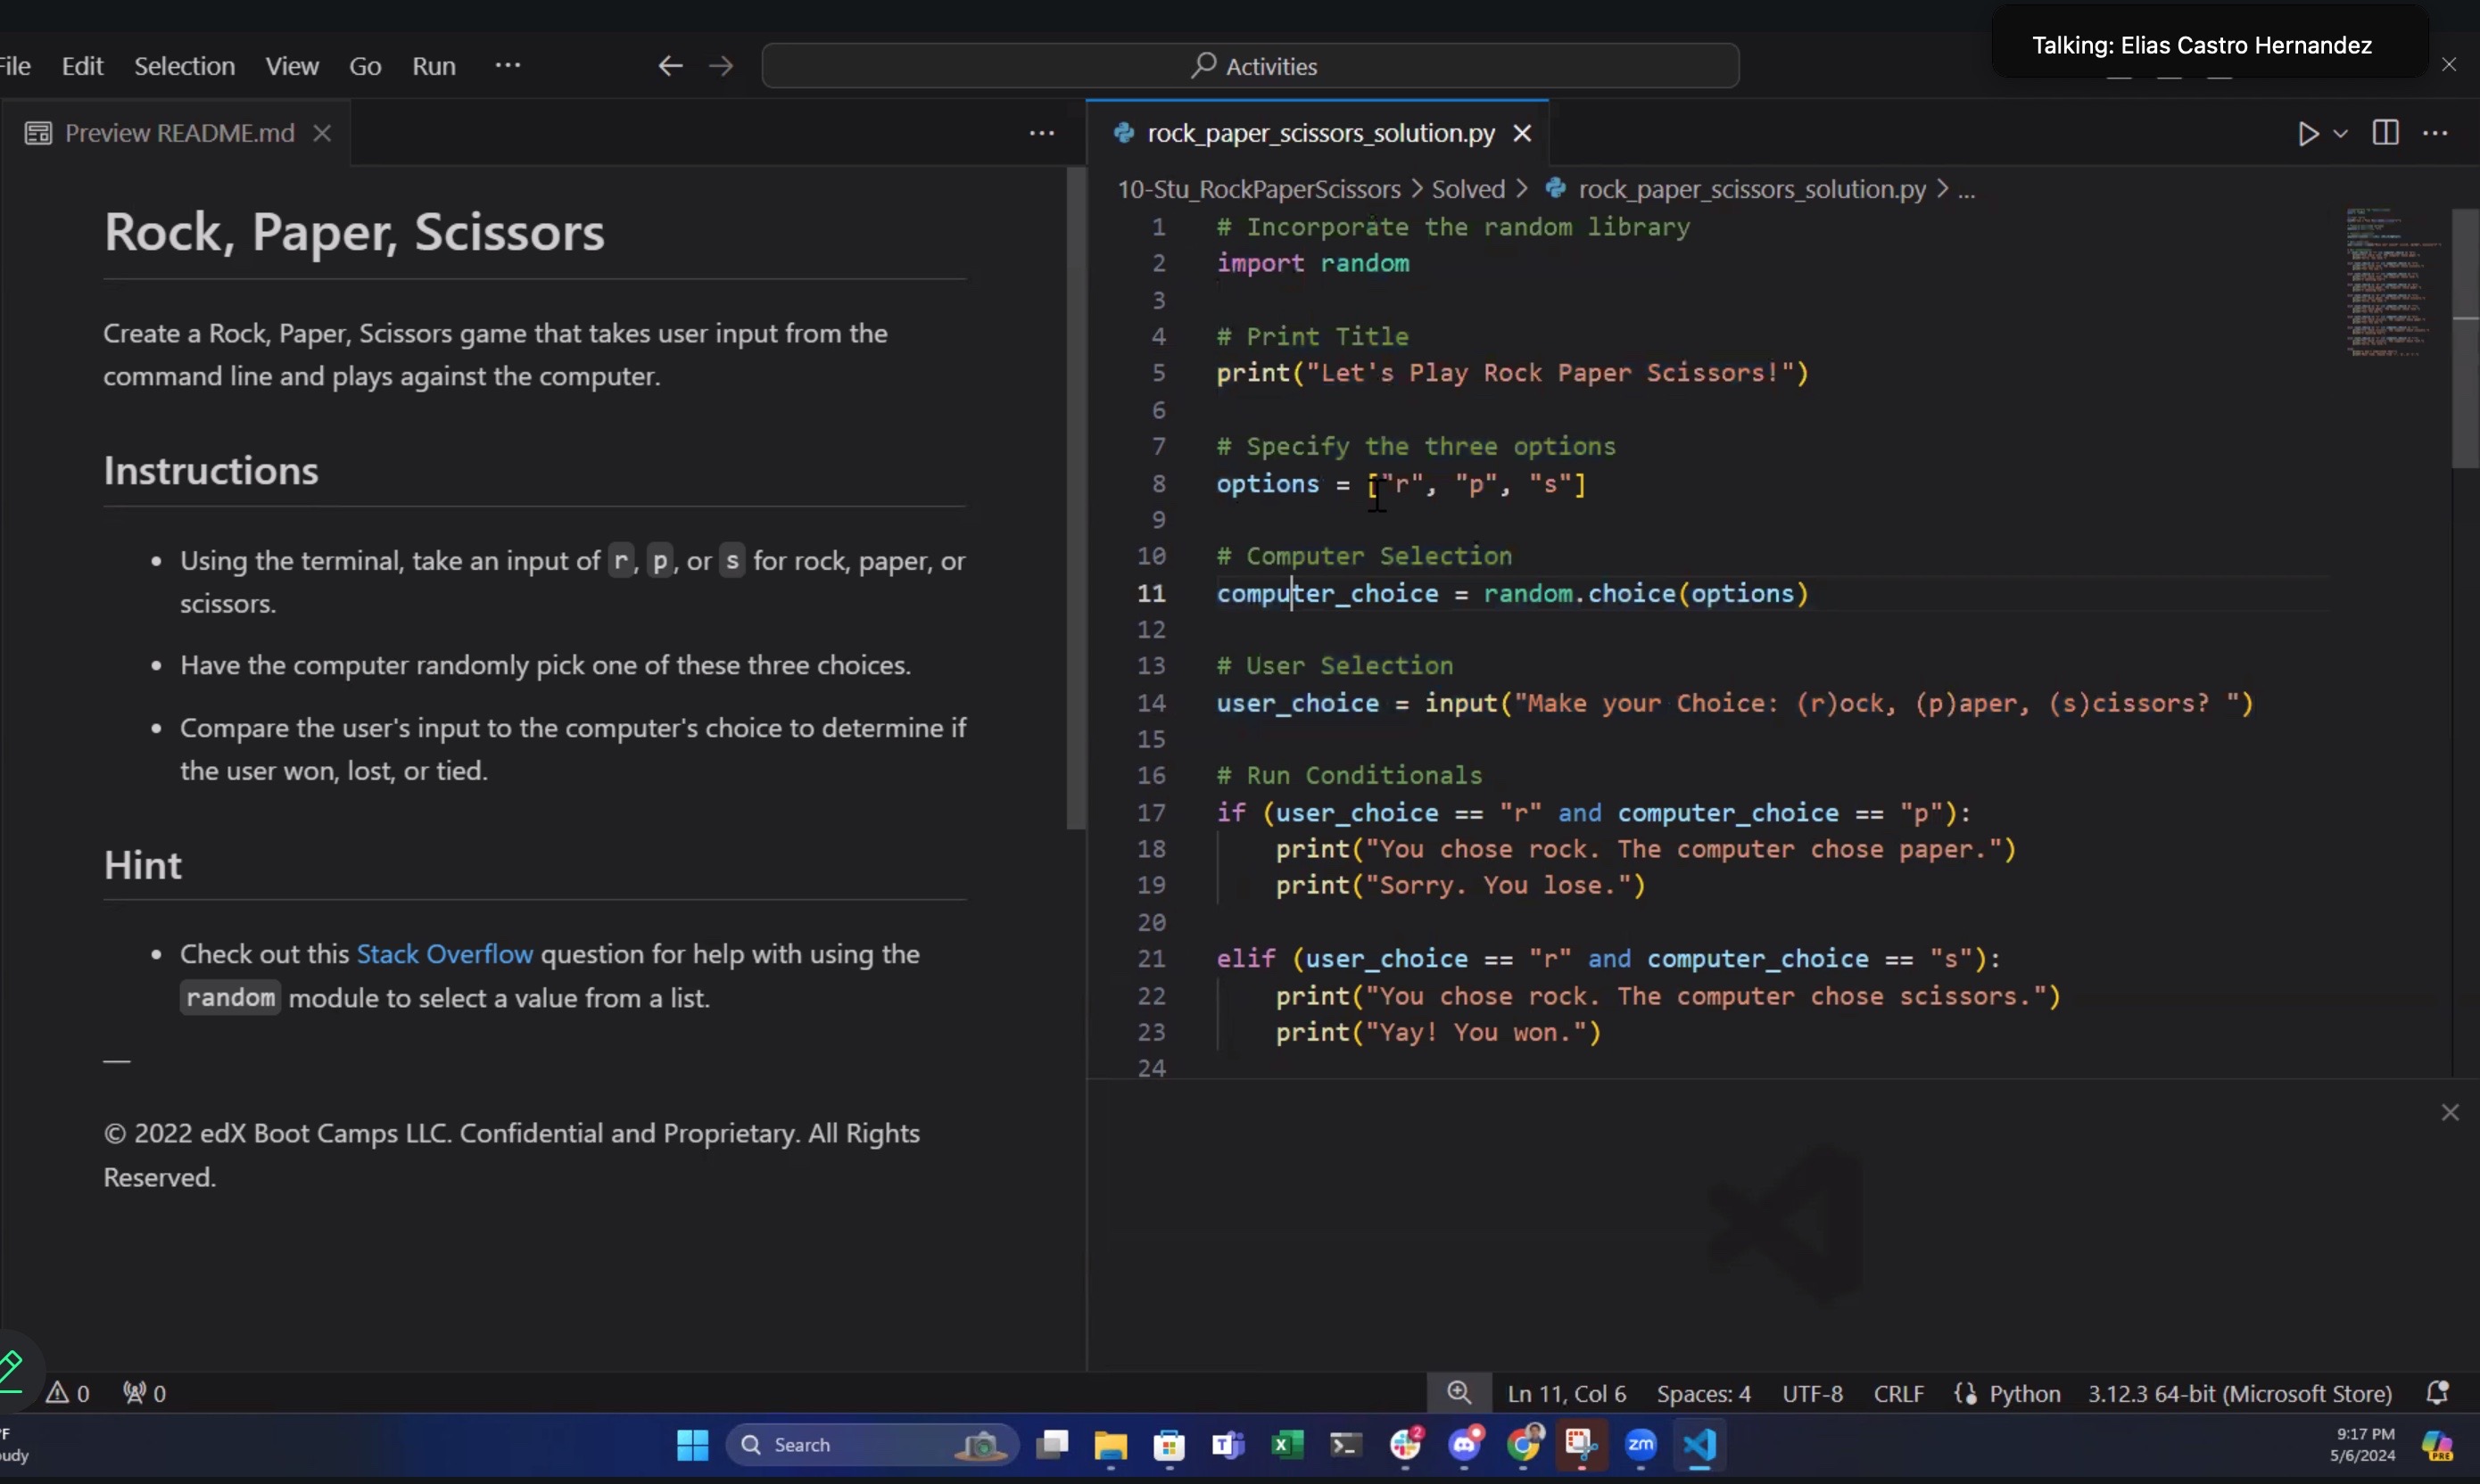 Talking: Elias Castro Hernandez
File Edit Selection View Go Run ··· Activities
Preview README.md
rock_paper_scissors_solution.py
Rock, Paper, Scissors
Create a Rock, Paper, Scissors game that takes user input from the
command line and plays against the computer.
Instructions
• Using the terminal, take an input of r, p, or s for rock, paper, or
scissors.
• Have the computer randomly pick one of these three choices.
• Compare the user's input to the computer's choice to determine if
the user won, lost, or tied.
Hint
• Check out this Stack Overflow question for help with using the
random module to select a value from a list.
—
© 2022 edX Boot Camps LLC. Confidential and Proprietary. All Rights
Reserved.
10-Stu_RockPaperScissors > Solved > rock_paper_scissors_solution.py > ...
1 # Incorporate the random library
2 import random
3
4 # Print Title
5 print("Let's Play Rock Paper Scissors!")
6
7 # Specify the three options
8 options = ["r", "p", "s"]
9
10 # Computer Selection
11 computer_choice = random.choice(options)
12
13 # User Selection
14 user_choice = input("Make your Choice: (r)ock, (p)aper, (s)cissors? ")
15
16 # Run Conditionals
17 if (user_choice == "r" and computer_choice == "p"):
18     print("You chose rock. The computer chose paper.")
19     print("Sorry. You lose.")
20
21 elif (user_choice == "r" and computer_choice == "s"):
22     print("You chose rock. The computer chose scissors.")
23     print("Yay! You won.")
24
0 0 Ln 11, Col 6 Spaces: 4 UTF-8 CRLF Python 3.12.3 64-bit (Microsoft Store)
Search 2 zm 9:17 PM
5/6/2024
PRE